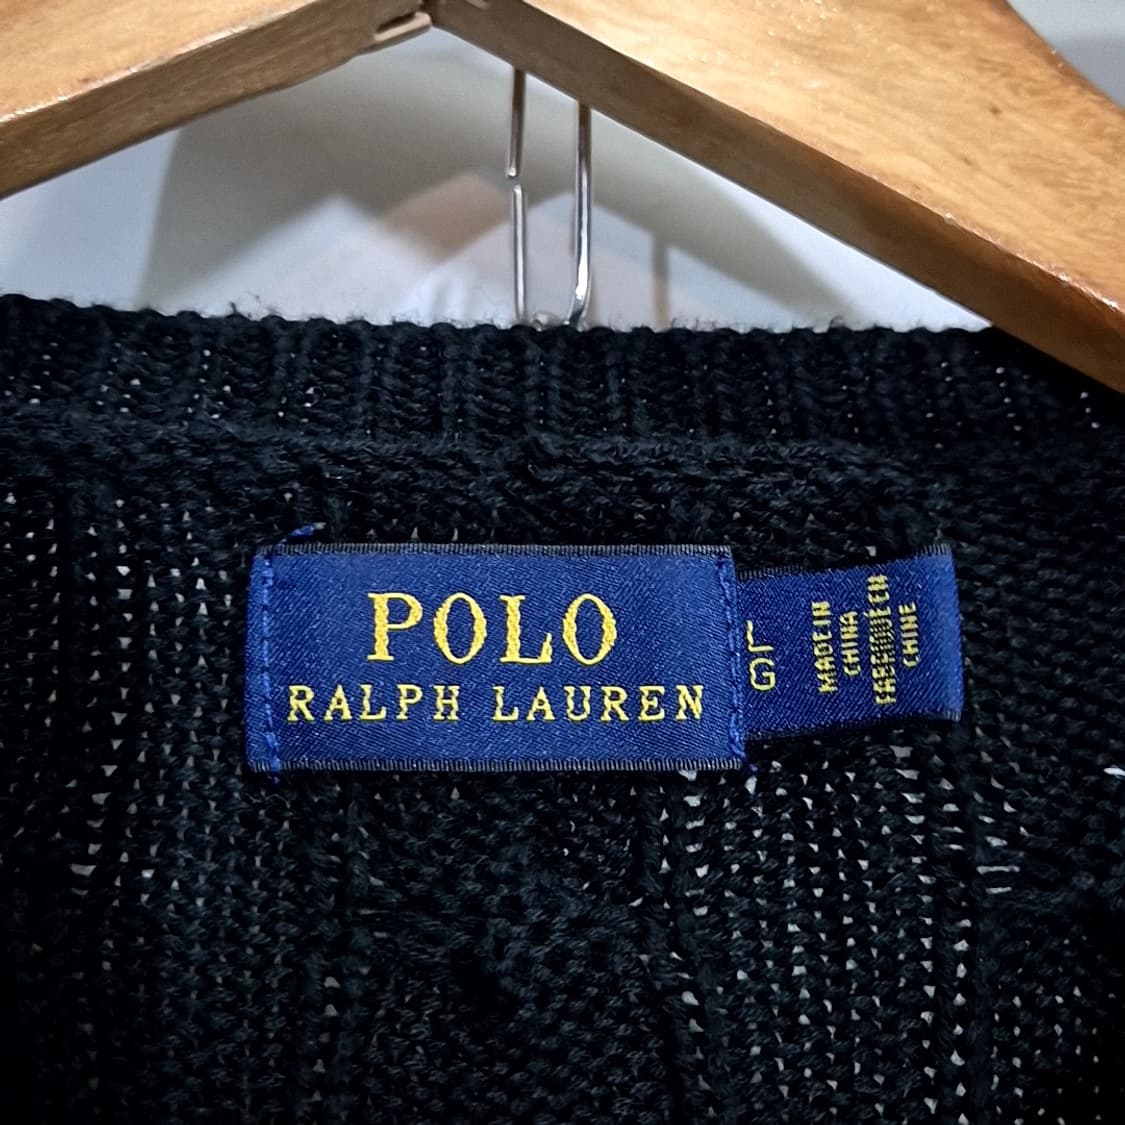 POLO
RALPH LAUREN
L
G
MADE IN
CHINA
FABRIQUÉ EN
CHINE